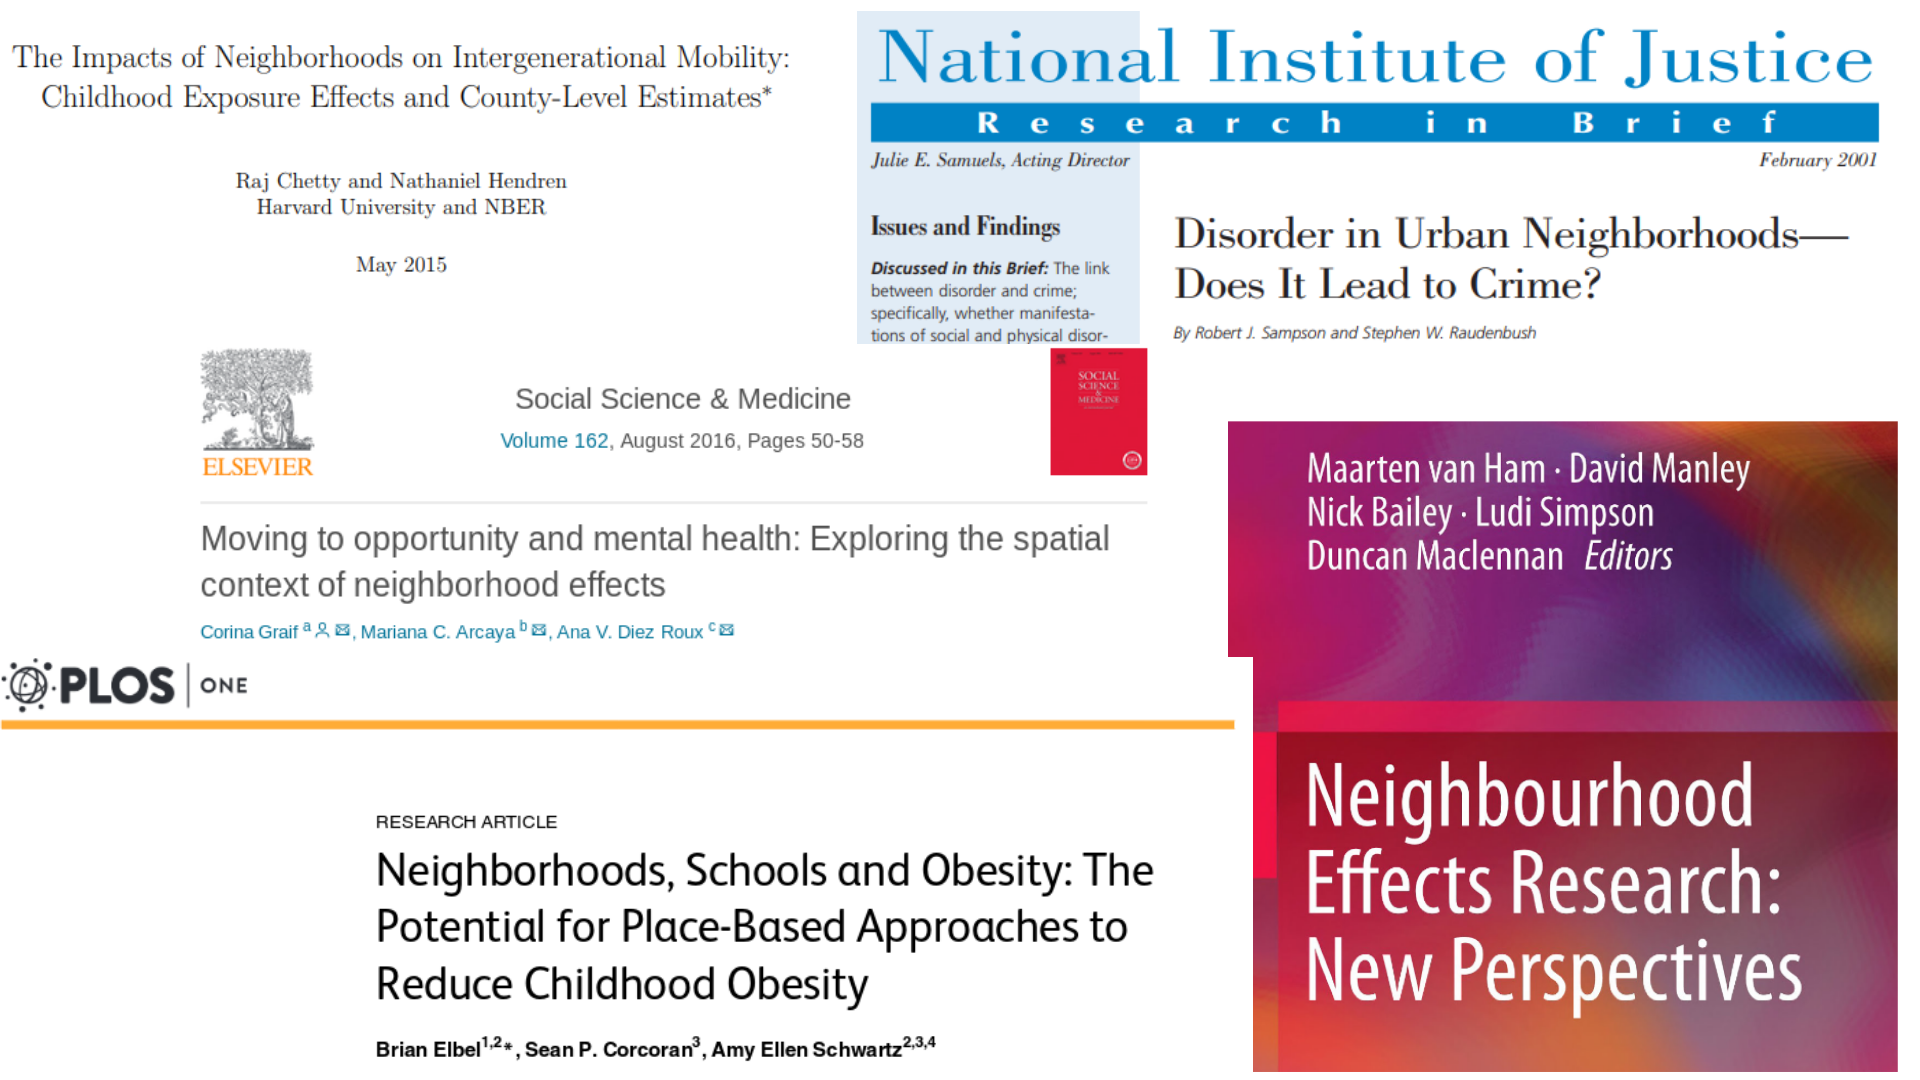 The Impacts of Neighborhoods on Intergenerational Mobility:
Childhood Exposure Effects and County-Level Estimates*
Raj Chetty and Nathaniel Hendren
Harvard University and NBER
May 2015
National Institute of Justice
Research in Brief
Julie E. Samuels, Acting Director
February 2001
Issues and Findings
Discussed in this Brief: The link
between disorder and crime;
specifically, whether manifesta-
tions of social and physical disor-
Disorder in Urban Neighborhoods—
Does It Lead to Crime?
By Robert J. Sampson and Stephen W. Raudenbush
ELSEVIER
Social Science & Medicine
Volume 162, August 2016, Pages 50-58
SOCIAL
SCIENCE
&
MEDICINE
Moving to opportunity and mental health: Exploring the spatial
context of neighborhood effects
Corina Graif a, Mariana C. Arcaya b, Ana V. Diez Roux c
Maarten van Ham · David Manley
Nick Bailey · Ludi Simpson
Duncan Maclennan Editors
Neighbourhood
Effects Research:
New Perspectives
PLOS ONE
RESEARCH ARTICLE
Neighborhoods, Schools and Obesity: The
Potential for Place-Based Approaches to
Reduce Childhood Obesity
Brian Elbel1,2*, Sean P. Corcoran3, Amy Ellen Schwartz2,3,4